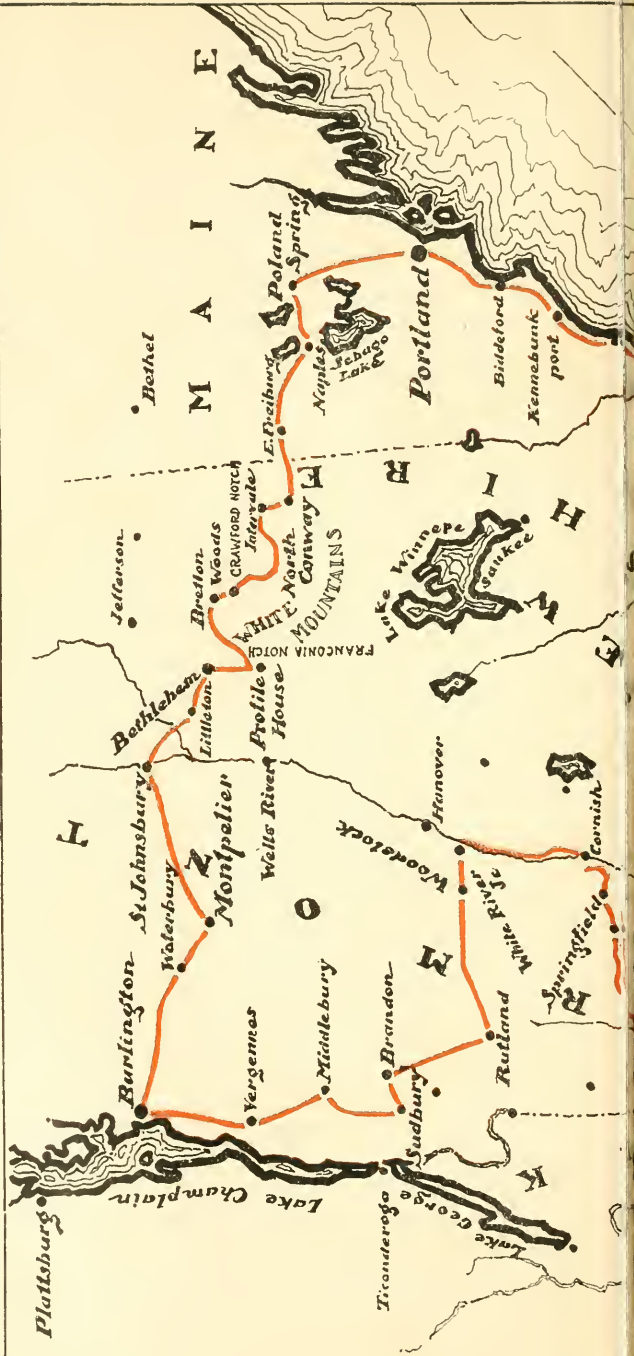 MAINE
Bethel
Poland
Spring
Portland
Biddeford
Kennebunk
port
Naples
Sebago
Lake
E. Freiburg
Jefferson
Bretton
Woods
CRAWFORD NOTCH
Intervale
North
Conway
WHITE
MOUNTAINS
FRANCONIA NOTCH
Profile
House
Bethlehem
Littleton
Lake Winnepe
saukee
St Johnsbury
Waterbury
Montpelier
Wells River
Hanover
Woodstock
White River
Jc
Cornish
Springfield
Burlington
Vergennes
Middlebury
Brandon
Sudbury
Rutland
Plattsburg
Lake Champlain
Ticonderoga
Lake George
T
N
O
M
R
E
W
H
I
R
E
K